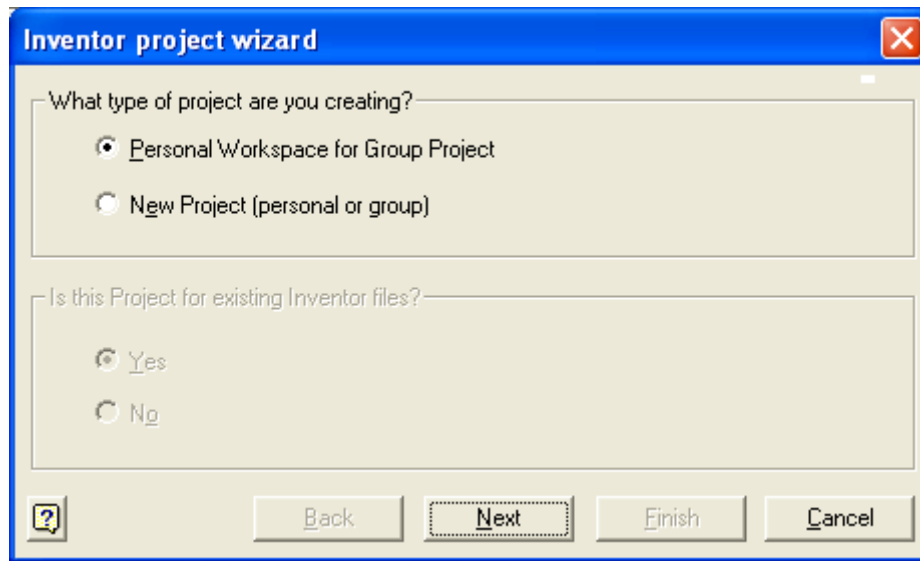 Inventor project wizard
What type of project are you creating?
Personal Workspace for Group Project
New Project (personal or group)
Is this Project for existing Inventor files?
Yes
No
? Back Next Finish Cancel